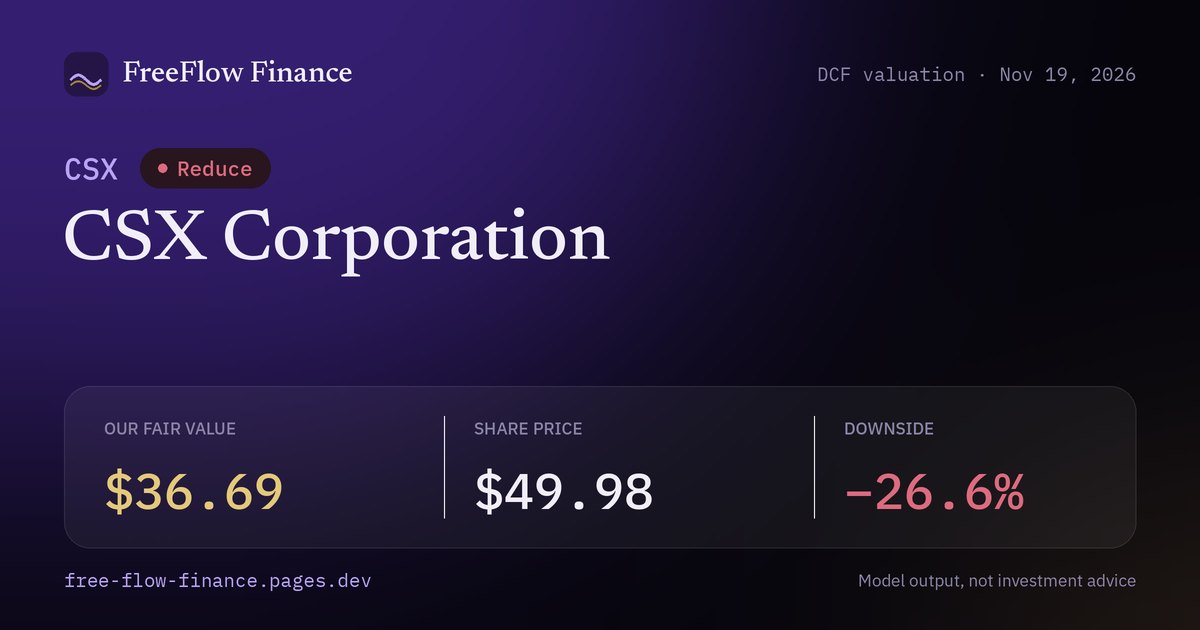 FreeFlow Finance
DCF valuation · Nov 19, 2026
CSX
Reduce
CSX Corporation
OUR FAIR VALUE
$36.69
SHARE PRICE
$49.98
DOWNSIDE
−26.6%
free-flow-finance.pages.dev
Model output, not investment advice